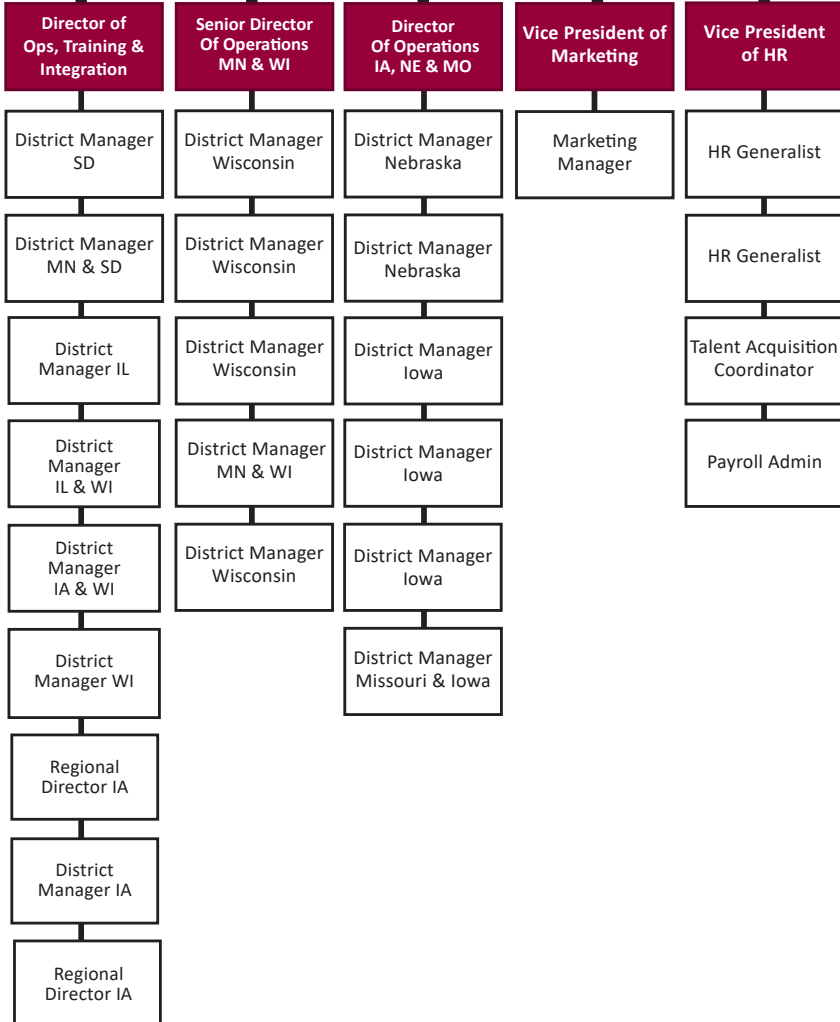 Director of
Ops, Training &
Integration
District Manager
SD
District Manager
MN & SD
District
Manager IL
District
Manager
IL & WI
District
Manager
IA & WI
District
Manager WI
Regional
Director IA
District
Manager IA
Regional
Director IA
Senior Director
Of Operations
MN & WI
District Manager
Wisconsin
District Manager
Wisconsin
District Manager
Wisconsin
District Manager
MN & WI
District Manager
Wisconsin
Director
Of Operations
IA, NE & MO
District Manager
Nebraska
District Manager
Nebraska
District Manager
Iowa
District Manager
Iowa
District Manager
Iowa
District Manager
Missouri & Iowa
Vice President of
Marketing
Marketing
Manager
Vice President
of HR
HR Generalist
HR Generalist
Talent Acquisition
Coordinator
Payroll Admin